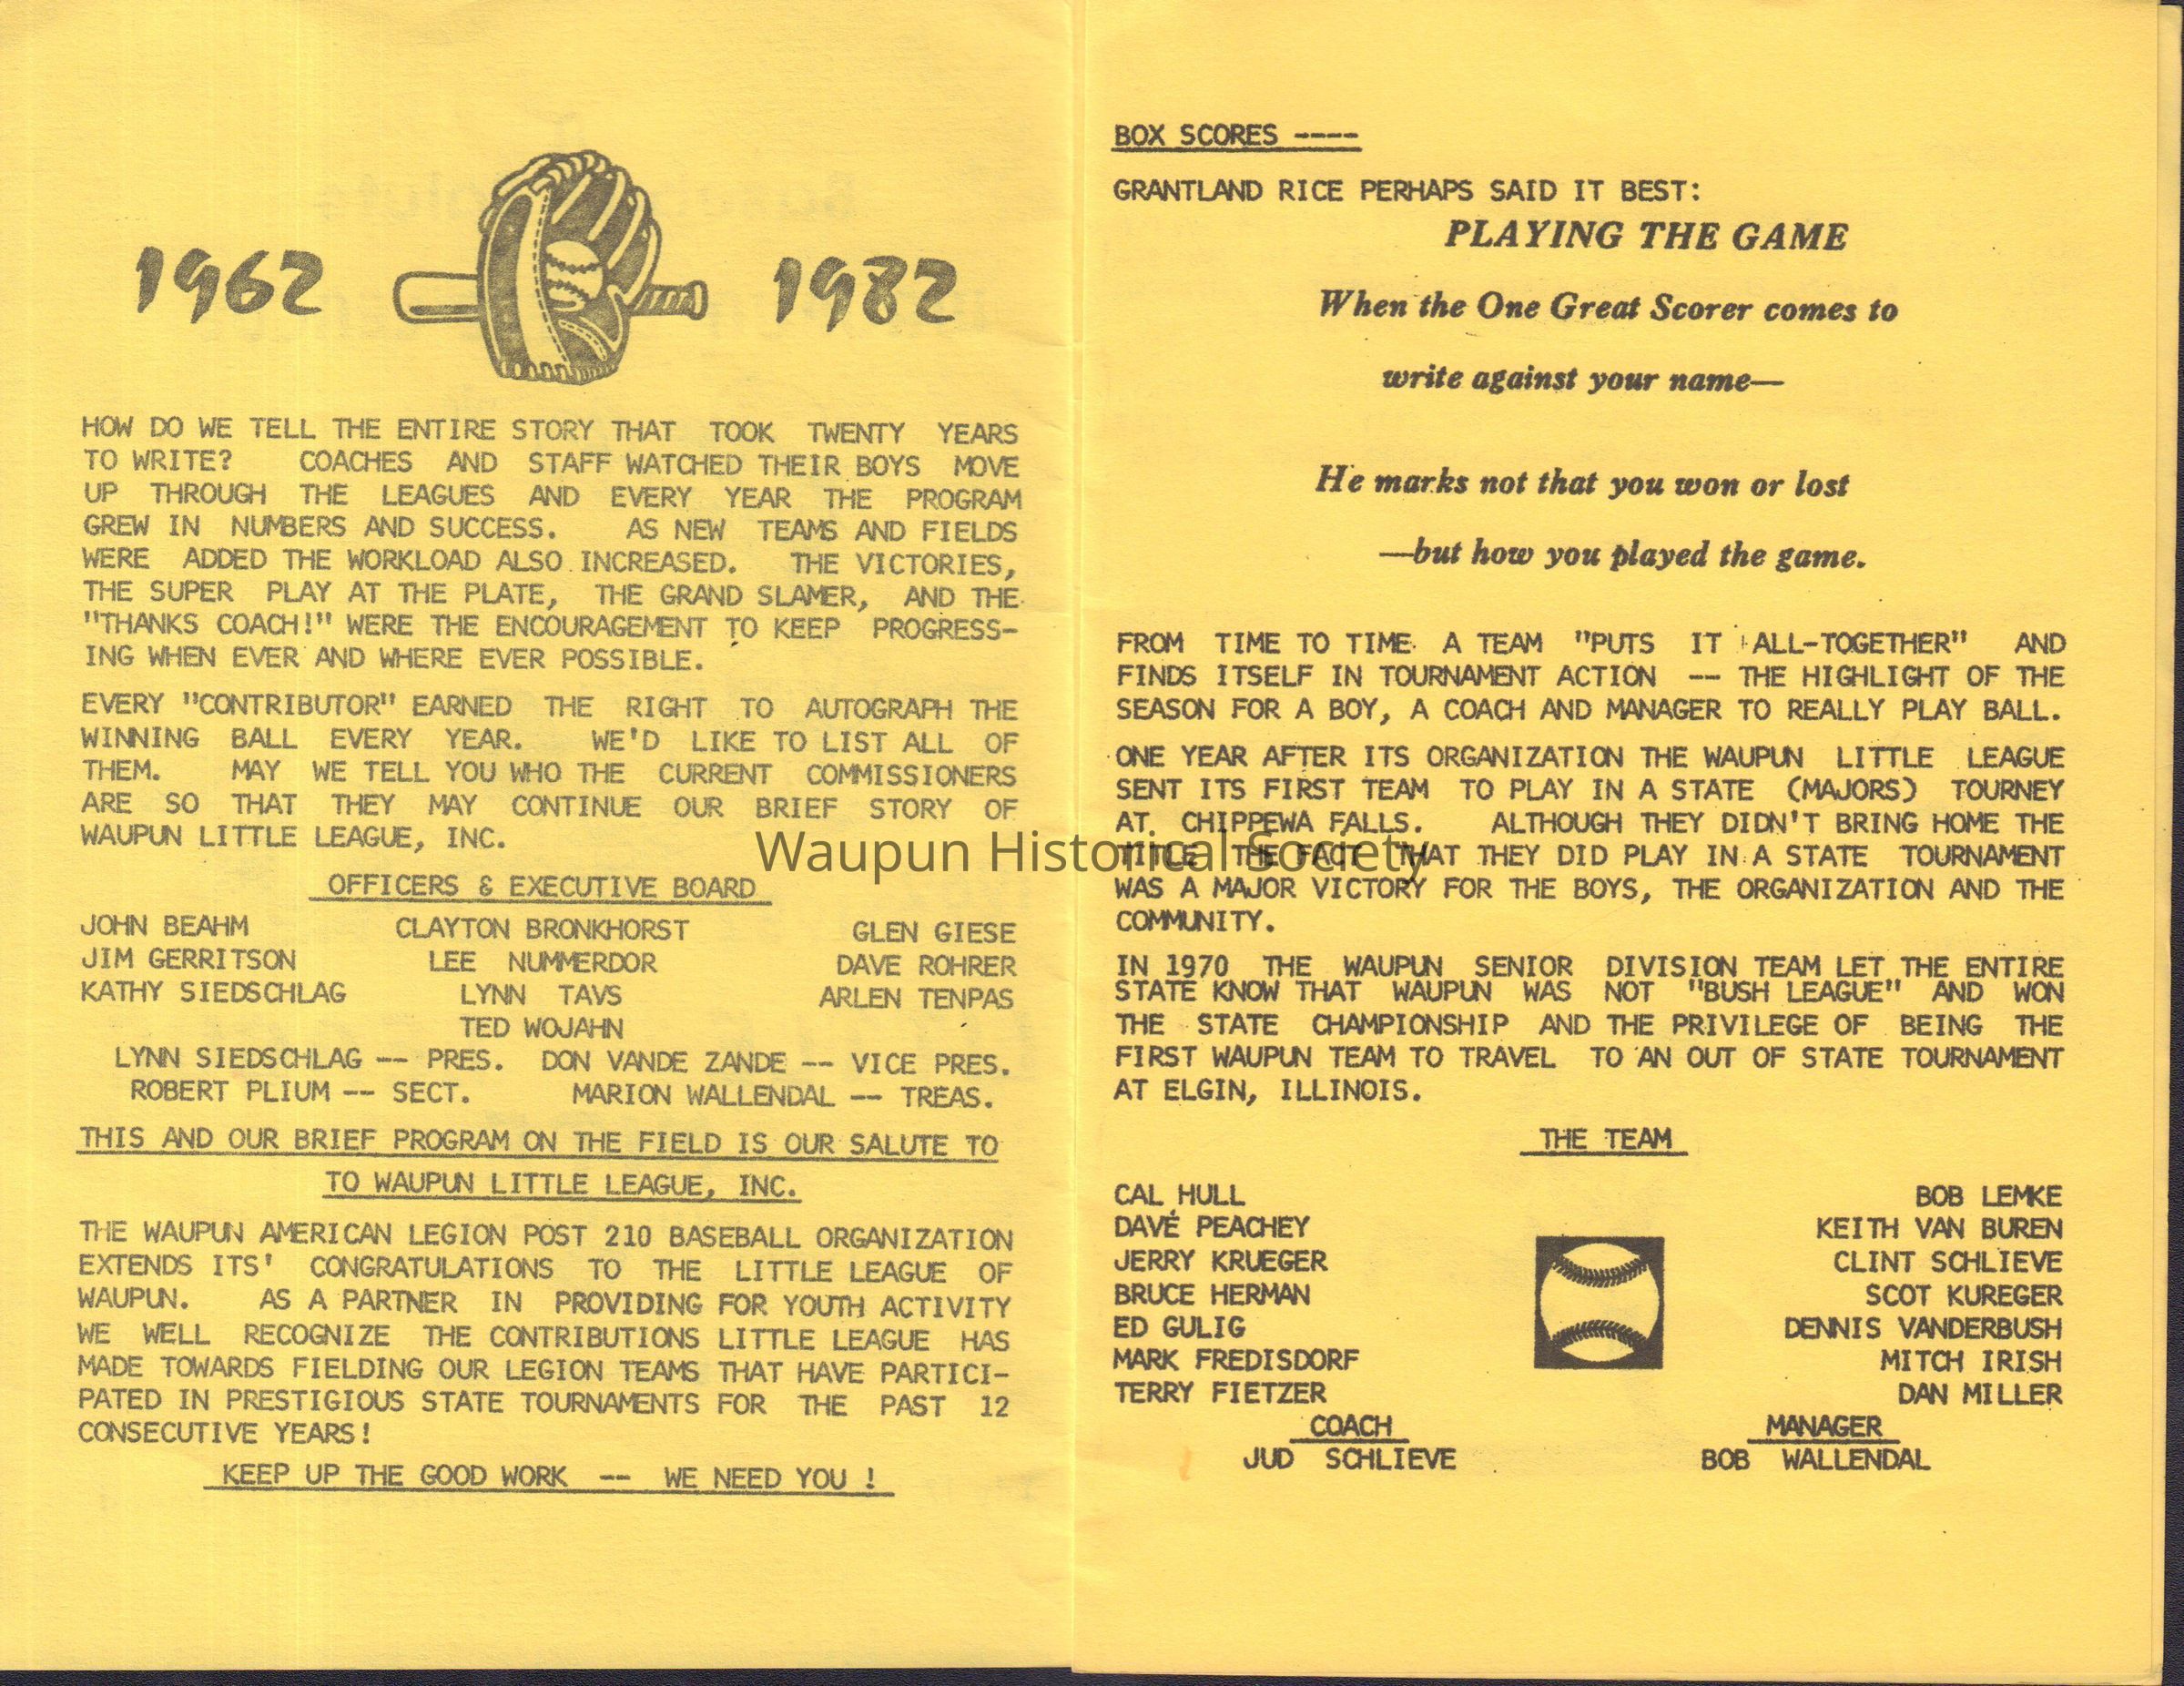 1962 1982
HOW DO WE TELL THE ENTIRE STORY THAT TOOK TWENTY YEARS
TO WRITE? COACHES AND STAFF WATCHED THEIR BOYS MOVE
UP THROUGH THE LEAGUES AND EVERY YEAR THE PROGRAM
GREW IN NUMBERS AND SUCCESS. AS NEW TEAMS AND FIELDS
WERE ADDED THE WORKLOAD ALSO INCREASED. THE VICTORIES,
THE SUPER PLAY AT THE PLATE, THE GRAND SLAMER, AND THE
"THANKS COACH!" WERE THE ENCOURAGEMENT TO KEEP PROGRESS-
ING WHEN EVER AND WHERE EVER POSSIBLE.
EVERY "CONTRIBUTOR" EARNED THE RIGHT TO AUTOGRAPH THE
WINNING BALL EVERY YEAR. WE'D LIKE TO LIST ALL OF
THEM. MAY WE TELL YOU WHO THE CURRENT COMMISSIONERS
ARE SO THAT THEY MAY CONTINUE OUR BRIEF STORY OF
WAUPUN LITTLE LEAGUE, INC.
OFFICERS & EXECUTIVE BOARD
JOHN BEAHM CLAYTON BRONKHORST GLEN GIESE
JIM GERRITSON LEE NUMMERDOR DAVE ROHRER
KATHY SIEDSCHLAG LYNN TAVS ARLEN TENPAS
TED WOJAHN
LYNN SIEDSCHLAG -- PRES. DON VANDE ZANDE -- VICE PRES.
ROBERT PLIUM -- SECT. MARION WALLENDAL -- TREAS.
THIS AND OUR BRIEF PROGRAM ON THE FIELD IS OUR SALUTE TO
TO WAUPUN LITTLE LEAGUE, INC.
THE WAUPUN AMERICAN LEGION POST 210 BASEBALL ORGANIZATION
EXTENDS ITS' CONGRATULATIONS TO THE LITTLE LEAGUE OF
WAUPUN. AS A PARTNER IN PROVIDING FOR YOUTH ACTIVITY
WE WELL RECOGNIZE THE CONTRIBUTIONS LITTLE LEAGUE HAS
MADE TOWARDS FIELDING OUR LEGION TEAMS THAT HAVE PARTICI-
PATED IN PRESTIGIOUS STATE TOURNAMENTS FOR THE PAST 12
CONSECUTIVE YEARS!
KEEP UP THE GOOD WORK -- WE NEED YOU !
BOX SCORES ----
GRANTLAND RICE PERHAPS SAID IT BEST:
PLAYING THE GAME
When the One Great Scorer comes to
write against your name—
He marks not that you won or lost
—but how you played the game.
FROM TIME TO TIME A TEAM "PUTS IT ALL-TOGETHER" AND
FINDS ITSELF IN TOURNAMENT ACTION -- THE HIGHLIGHT OF THE
SEASON FOR A BOY, A COACH AND MANAGER TO REALLY PLAY BALL.
ONE YEAR AFTER ITS ORGANIZATION THE WAUPUN LITTLE LEAGUE
SENT ITS FIRST TEAM TO PLAY IN A STATE (MAJORS) TOURNEY
AT CHIPPEWA FALLS. ALTHOUGH THEY DIDN'T BRING HOME THE
TITLE THE FACT THAT THEY DID PLAY IN A STATE TOURNAMENT
WAS A MAJOR VICTORY FOR THE BOYS, THE ORGANIZATION AND THE
COMMUNITY.
IN 1970 THE WAUPUN SENIOR DIVISION TEAM LET THE ENTIRE
STATE KNOW THAT WAUPUN WAS NOT "BUSH LEAGUE" AND WON
THE STATE CHAMPIONSHIP AND THE PRIVILEGE OF BEING THE
FIRST WAUPUN TEAM TO TRAVEL TO AN OUT OF STATE TOURNAMENT
AT ELGIN, ILLINOIS.
THE TEAM
CAL HULL BOB LEMKE
DAVE PEACHEY KEITH VAN BUREN
JERRY KRUEGER CLINT SCHLIEVE
BRUCE HERMAN SCOT KUREGER
ED GULIG DENNIS VANDERBUSH
MARK FREDISDORF MITCH IRISH
TERRY FIETZER DAN MILLER
COACH MANAGER
JUD SCHLIEVE BOB WALLENDAL
Waupun Historical Society